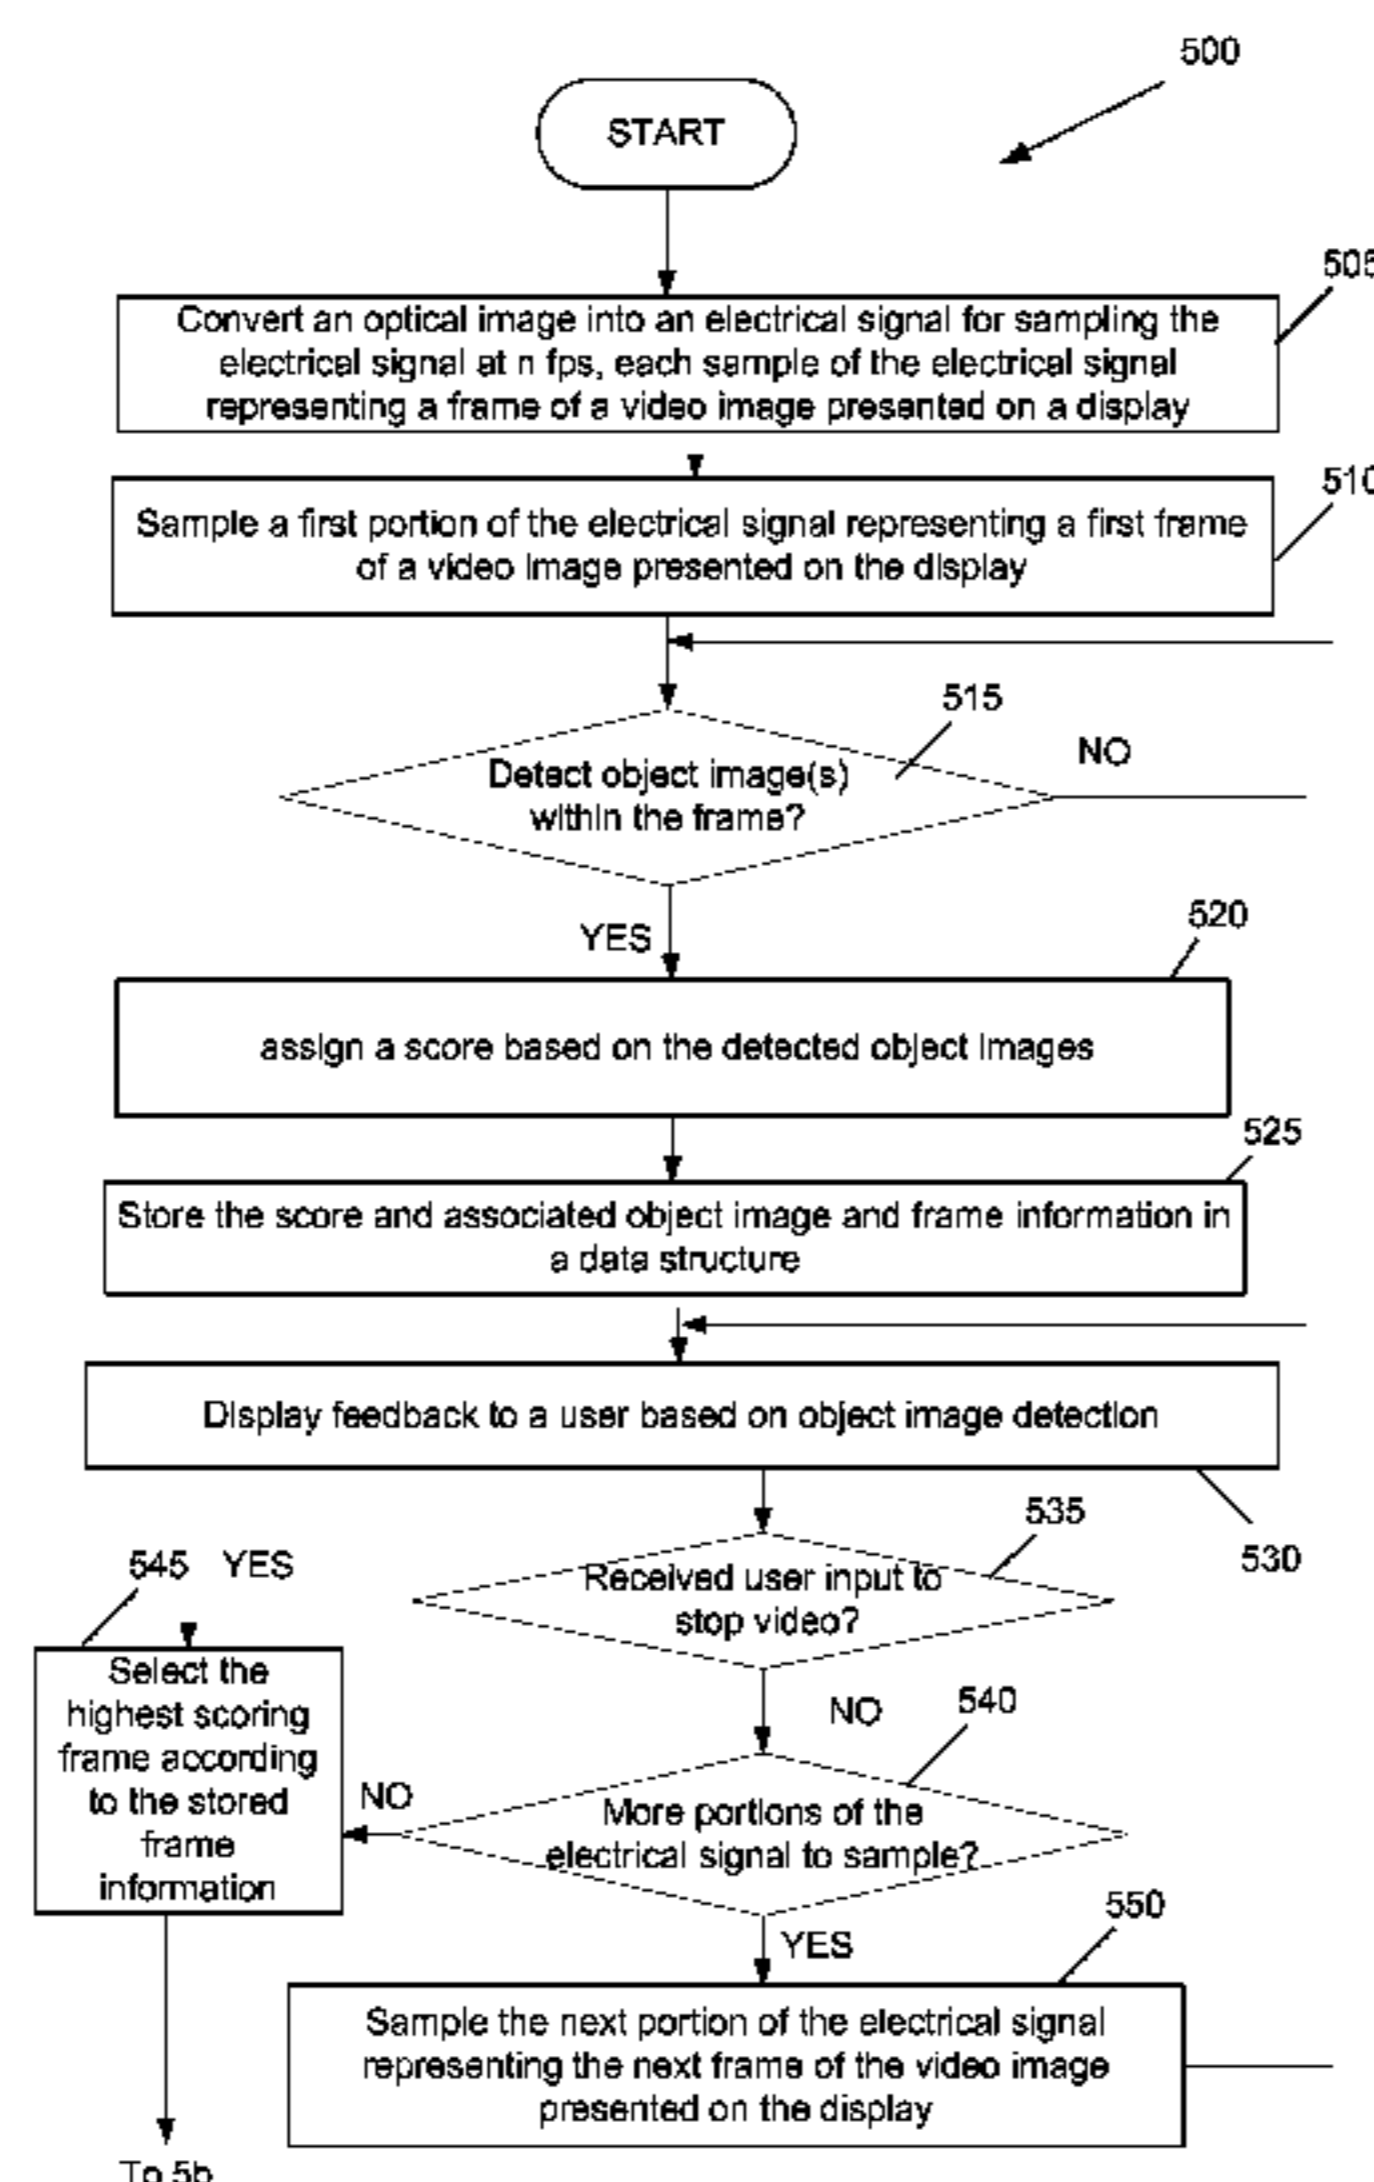 500
START
505
Convert an optical image into an electrical signal for sampling the
electrical signal at n fps, each sample of the electrical signal
representing a frame of a video image presented on a display
510
Sample a first portion of the electrical signal representing a first frame
of a video image presented on the display
515
NO
Detect object image(s)
within the frame?
YES
520
assign a score based on the detected object images
525
Store the score and associated object image and frame information in
a data structure
Display feedback to a user based on object image detection
530
535
545 YES
Received user input to
stop video?
NO
540
Select the
highest scoring
frame according
to the stored
frame
information
NO
More portions of the
electrical signal to sample?
YES
550
Sample the next portion of the electrical signal
representing the next frame of the video image
presented on the display
To 5b